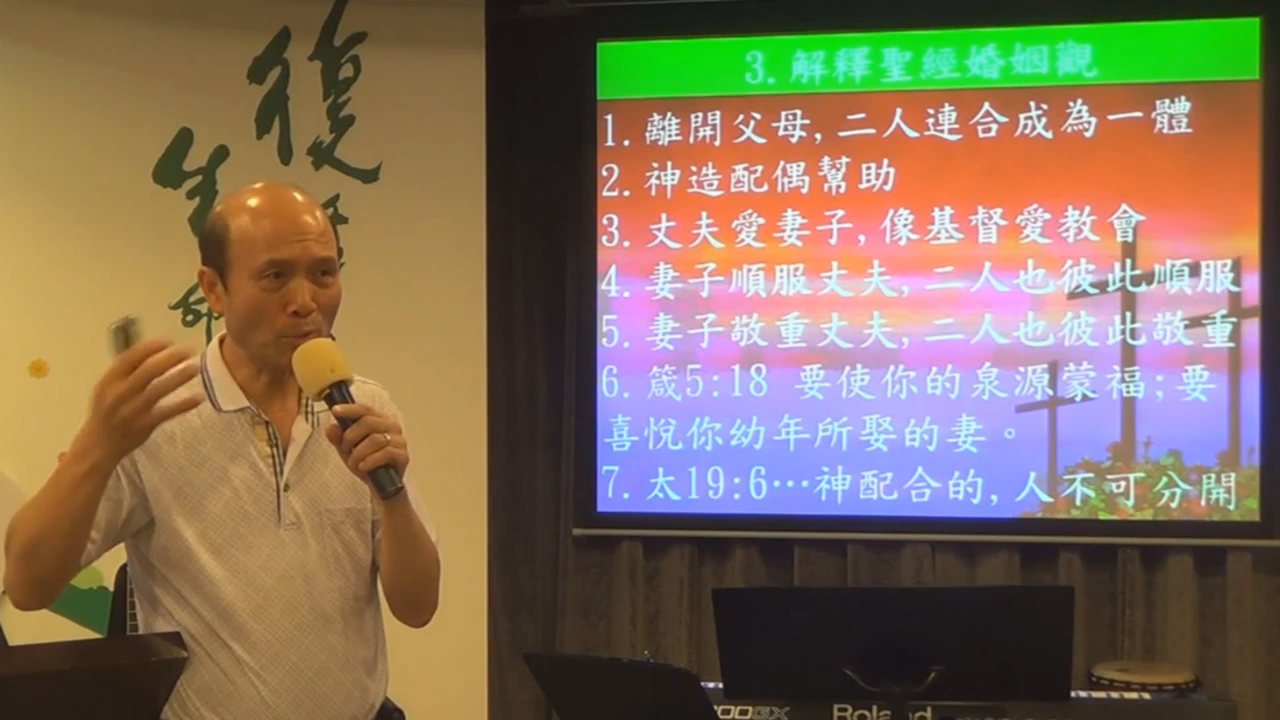 復
生
命
3.解釋聖經婚姻觀
1.離開父母,二人連合成為一體
2.神造配偶幫助
3.丈夫愛妻子,像基督愛教會
4.妻子順服丈夫,二人也彼此順服
5.妻子敬重丈夫,二人也彼此敬重
6.箴5:18 要使你的泉源蒙福;要
喜悅你幼年所娶的妻。
7.太19:6…神配合的,人不可分開
700GX
Roland